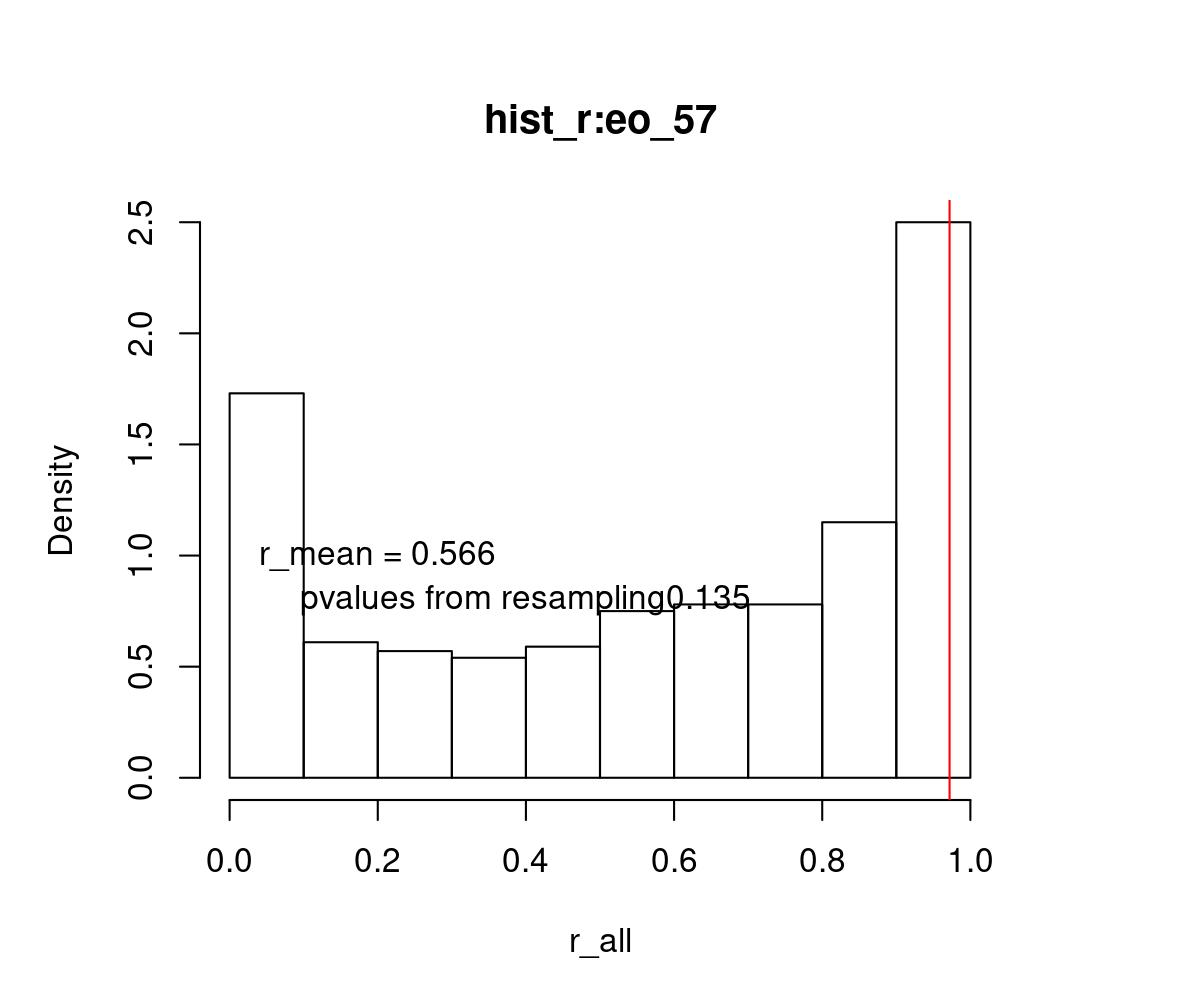 hist_r:eo_57
2.5
2.0
1.5
1.0
0.5
0.0
Density
r_mean = 0.566
pvalues from resampling0.135
0.0 0.2 0.4 0.6 0.8 1.0
r_all